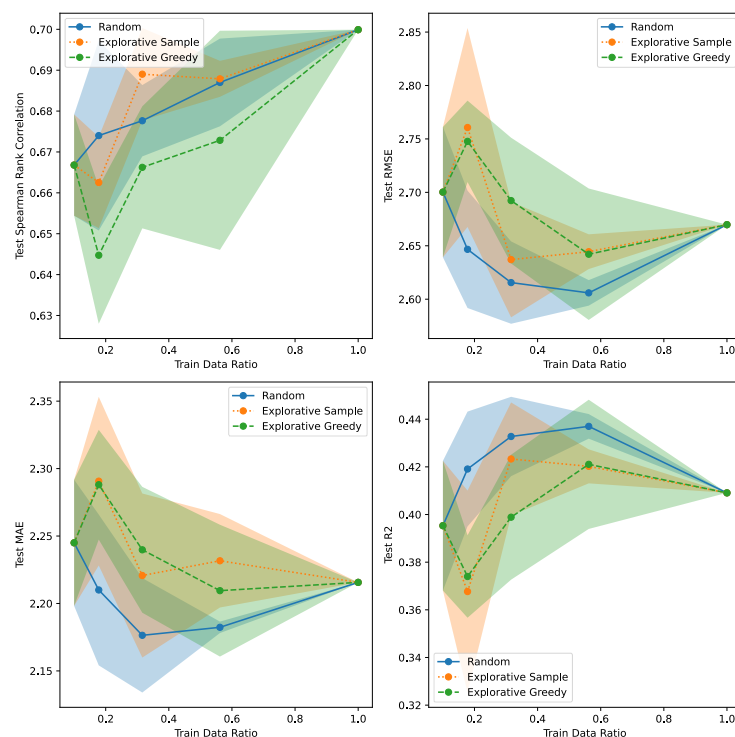 0.70
0.69
0.68
0.67
0.66
0.65
0.64
0.63
Test Spearman Rank Correlation
Random
Explorative Sample
Explorative Greedy
0.2 0.4 0.6 0.8 1.0
Train Data Ratio
2.85
2.80
2.75
2.70
2.65
2.60
Test RMSE
Random
Explorative Sample
Explorative Greedy
0.2 0.4 0.6 0.8 1.0
Train Data Ratio
2.35
2.30
2.25
2.20
2.15
Test MAE
Random
Explorative Sample
Explorative Greedy
0.2 0.4 0.6 0.8 1.0
Train Data Ratio
0.44
0.42
0.40
0.38
0.36
0.34
0.32
Test R2
Random
Explorative Sample
Explorative Greedy
0.2 0.4 0.6 0.8 1.0
Train Data Ratio